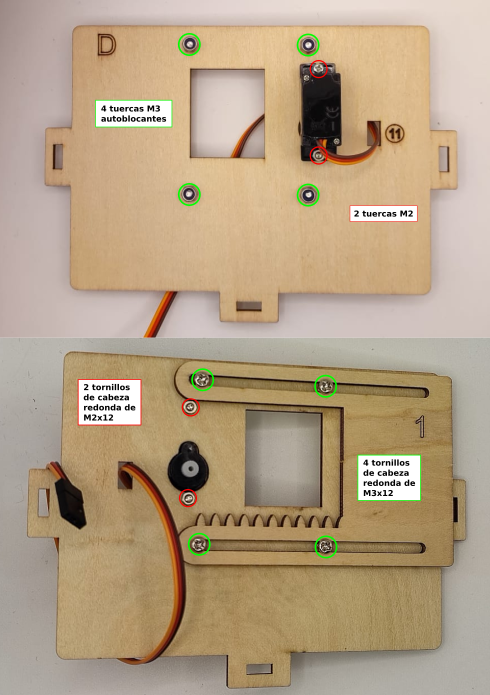 D
4 tuercas M3
autoblocantes
11
2 tuercas M2
2 tornillos
de cabeza
redonda de
M2x12
1
4 tornillos
de cabeza
redonda de
M3x12